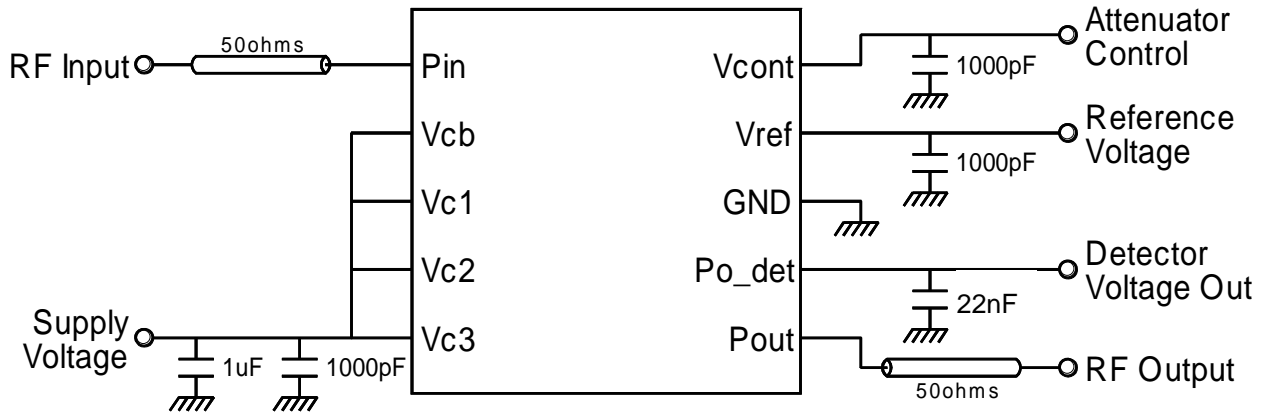 RF Input
50ohms
Pin
Vcb
Vc1
Vc2
Vc3
Supply
Voltage
1uF
1000pF
Vcont
Vref
GND
Po_det
Pout
1000pF
1000pF
22nF
50ohms
Attenuator
Control
Reference
Voltage
Detector
Voltage Out
RF Output